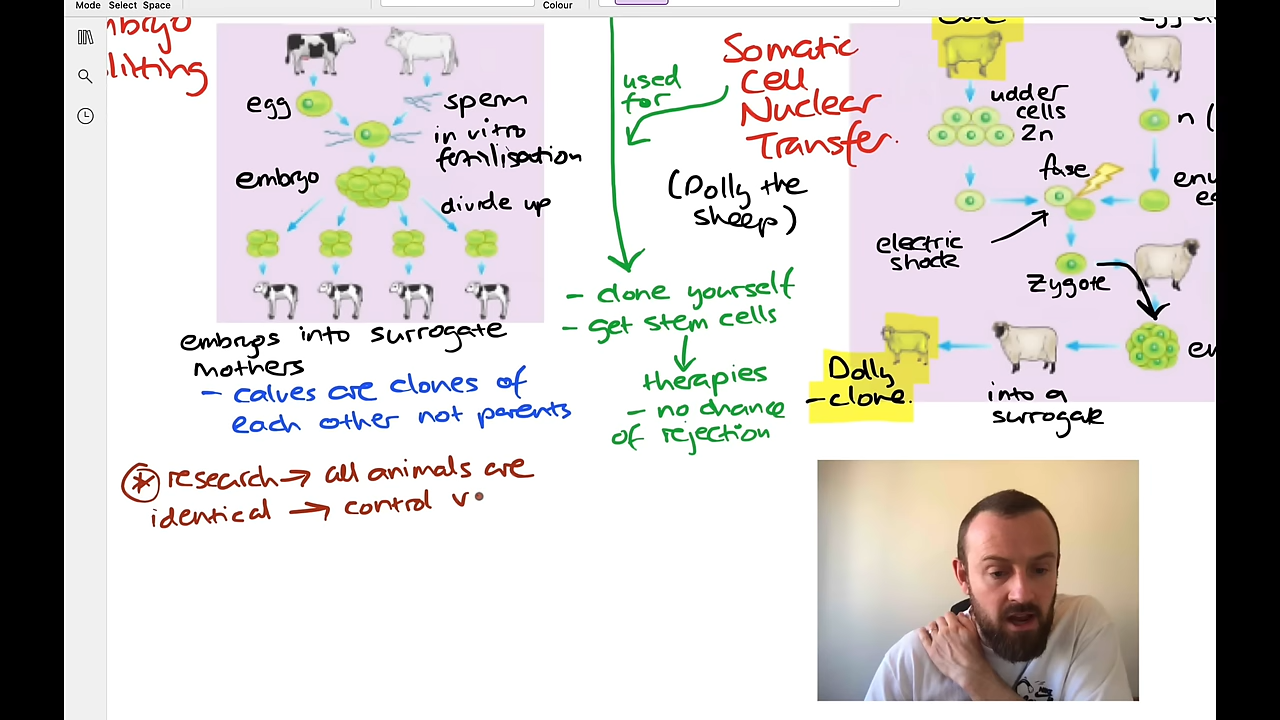 Mode Select Space
Colour
Embryo
splitting
egg
sperm
in vitro
fertilisation
embryo
divide up
embryos into surrogate
mothers
- calves are clones of
each other not parents
* research → all animals are
identical → control v
used
for
Somatic
Cell
Nuclear
Transfer.
(Dolly the
sheep)
- clone yourself
- get stem cells
therapies
- no chance
of rejection
udder
cells
2n
n (
fuse
electric
shock
Zygote
into a
surrogate
Dolly
- clone.